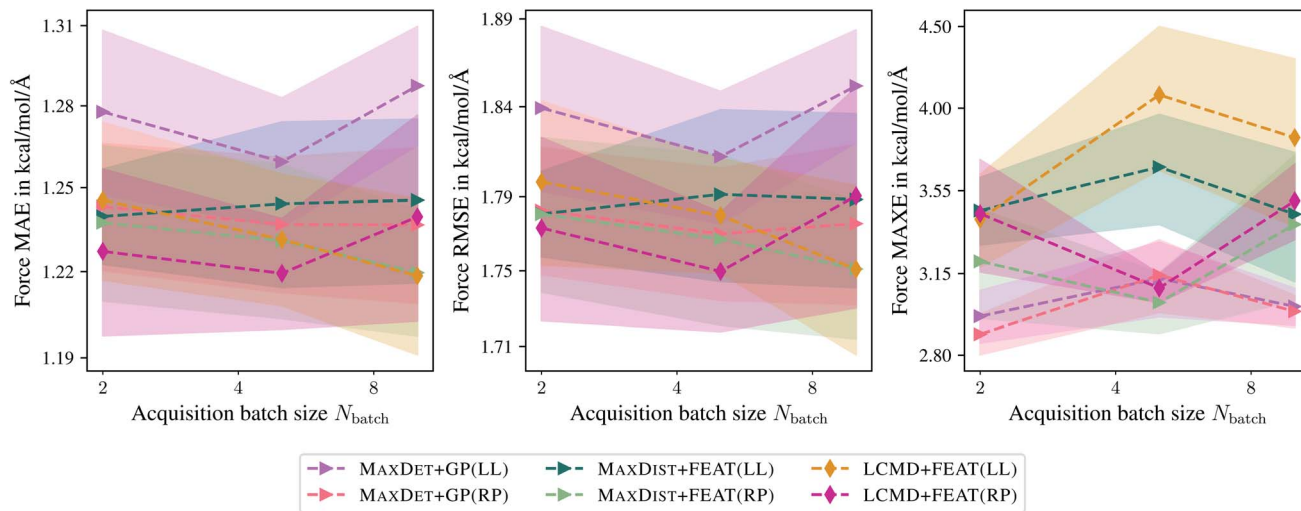 Force MAE in kcal/mol/Å
1.31
1.28
1.25
1.22
1.19
2
4
8
Acquisition batch size N_batch
Force RMSE in kcal/mol/Å
1.89
1.84
1.79
1.75
1.71
2
4
8
Acquisition batch size N_batch
Force MAXE in kcal/mol/Å
4.50
4.00
3.55
3.15
2.80
2
4
8
Acquisition batch size N_batch
MAXDET+GP(LL)
MAXDIST+FEAT(LL)
LCMD+FEAT(LL)
MAXDET+GP(RP)
MAXDIST+FEAT(RP)
LCMD+FEAT(RP)